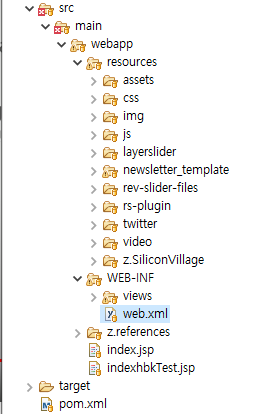 src
main
webapp
resources
assets
css
img
js
layerslider
newsletter_template
rev-slider-files
rs-plugin
twitter
video
z.SiliconVillage
WEB-INF
views
web.xml
z.references
index.jsp
indexhbkTest.jsp
target
pom.xml